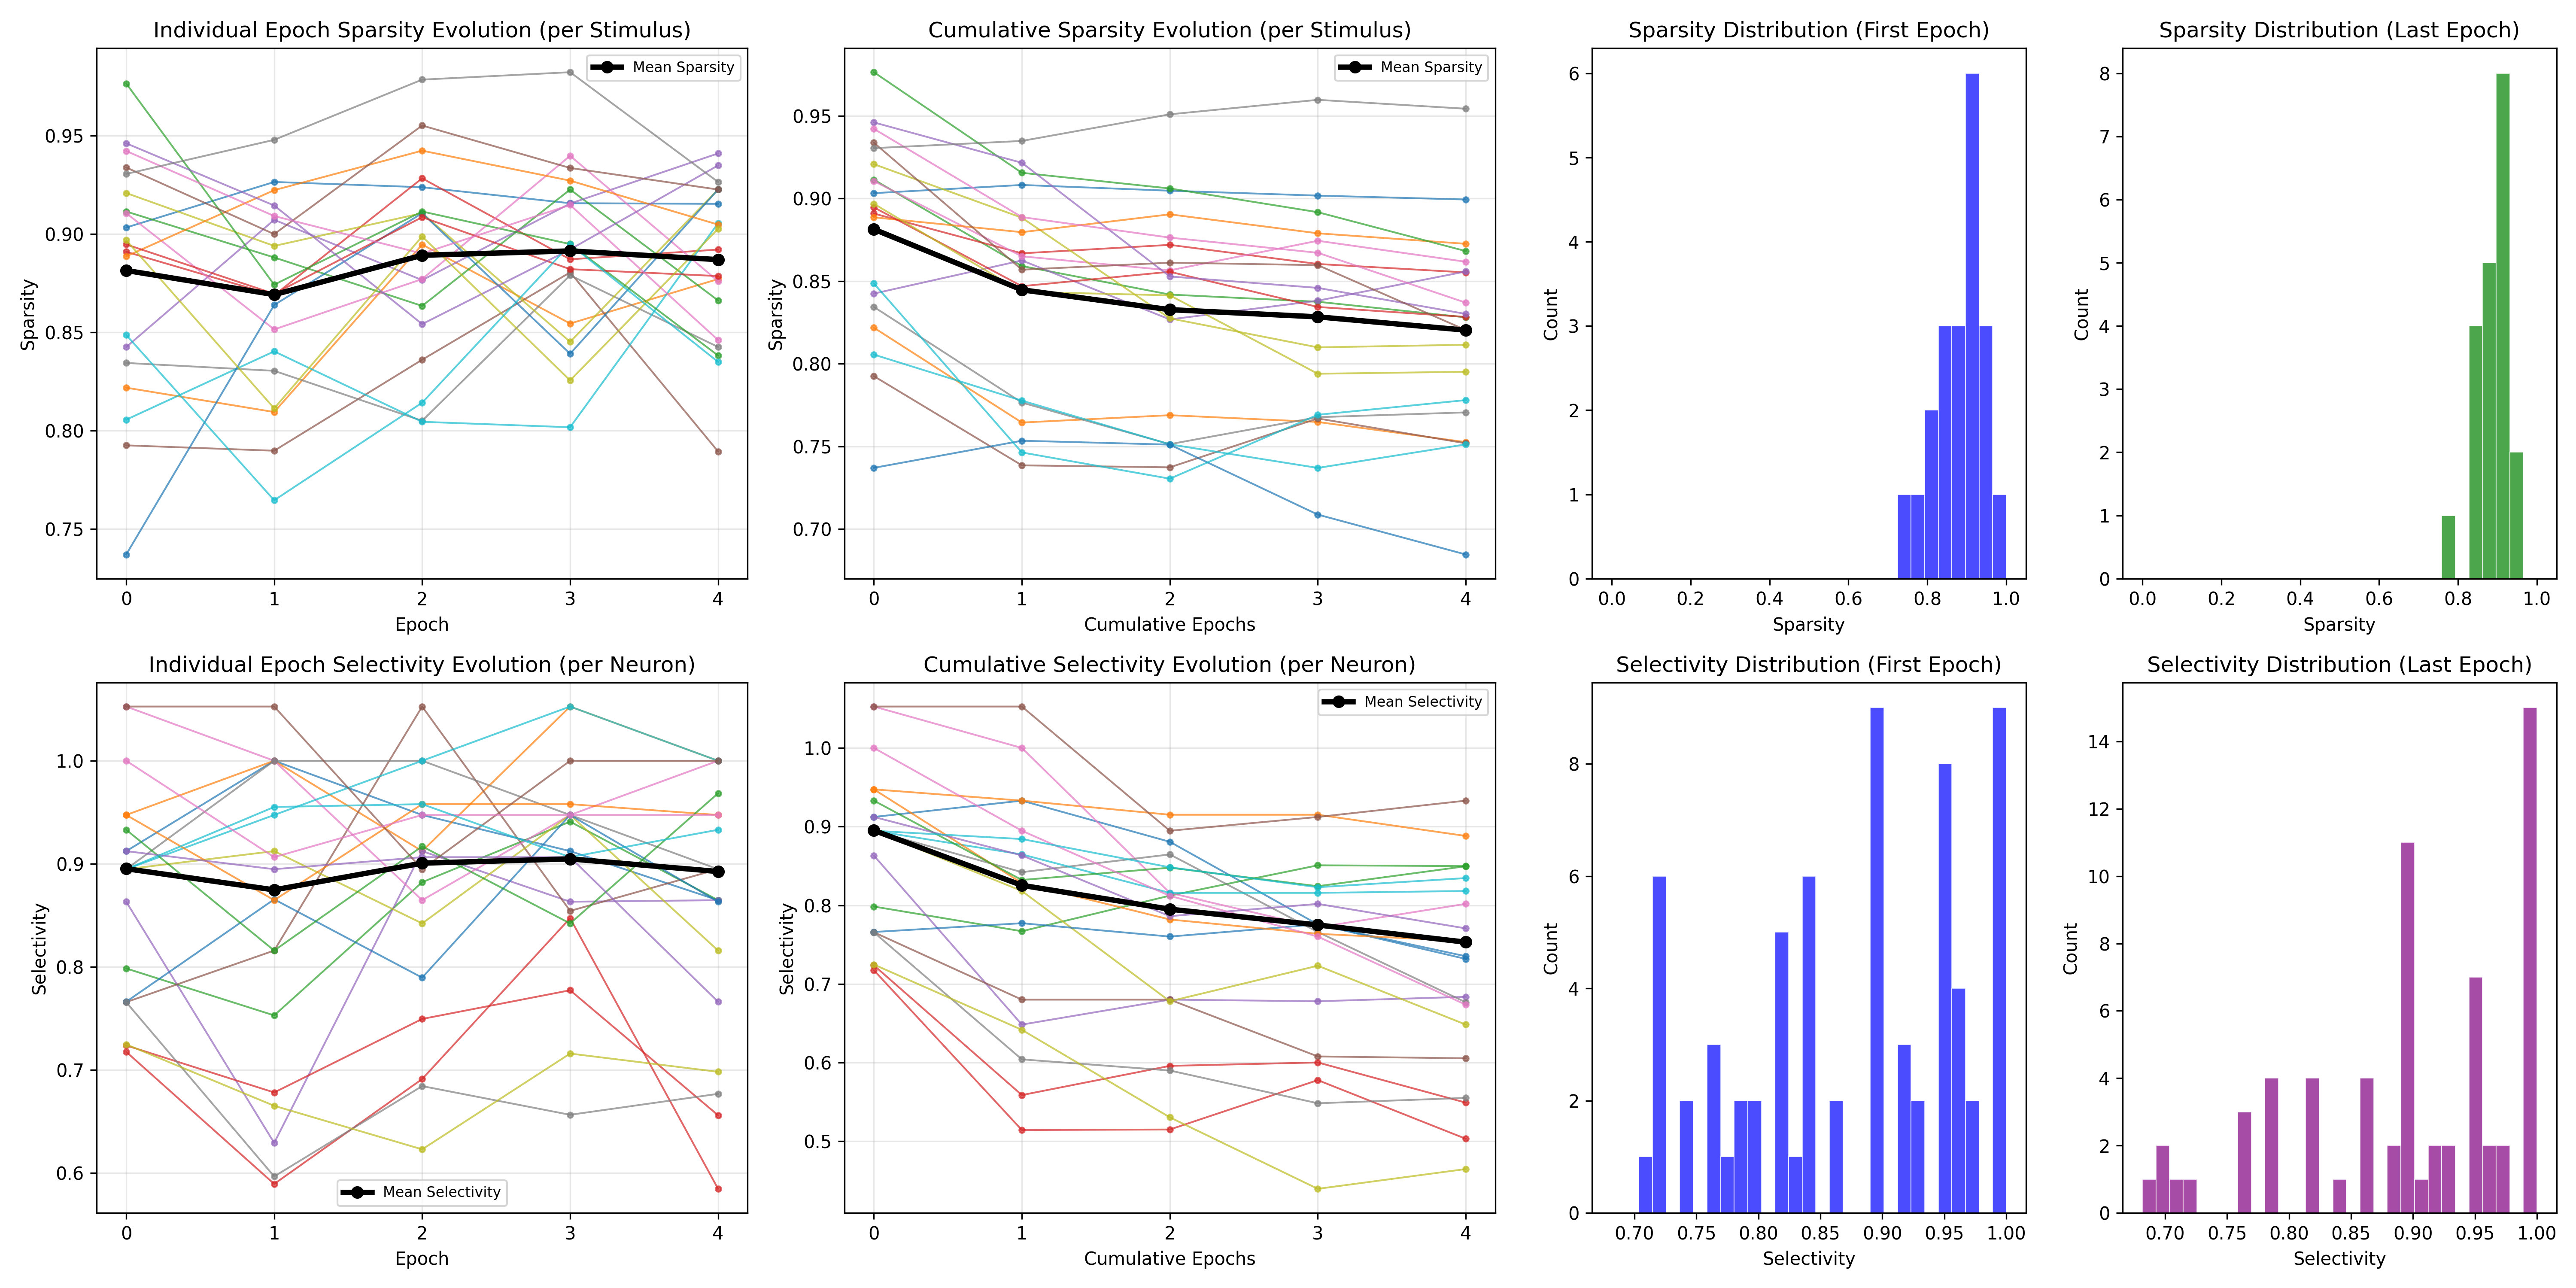 Individual Epoch Sparsity Evolution (per Stimulus)
Mean Sparsity
0.95
0.90
0.85
0.80
0.75
Sparsity
0 1 2 3 4
Epoch
Cumulative Sparsity Evolution (per Stimulus)
Mean Sparsity
0.95
0.90
0.85
0.80
0.75
0.70
Sparsity
0 1 2 3 4
Cumulative Epochs
Sparsity Distribution (First Epoch)
6
5
4
3
2
1
0
Count
0.0 0.2 0.4 0.6 0.8 1.0
Sparsity
Sparsity Distribution (Last Epoch)
8
7
6
5
4
3
2
1
0
Count
0.0 0.2 0.4 0.6 0.8 1.0
Sparsity
Individual Epoch Selectivity Evolution (per Neuron)
1.0
0.9
0.8
0.7
0.6
Selectivity
Mean Selectivity
0 1 2 3 4
Epoch
Cumulative Selectivity Evolution (per Neuron)
Mean Selectivity
1.0
0.9
0.8
0.7
0.6
0.5
Selectivity
0 1 2 3 4
Cumulative Epochs
Selectivity Distribution (First Epoch)
8
6
4
2
0
Count
0.70 0.75 0.80 0.85 0.90 0.95 1.00
Selectivity
Selectivity Distribution (Last Epoch)
14
12
10
8
6
4
2
0
Count
0.70 0.75 0.80 0.85 0.90 0.95 1.00
Selectivity